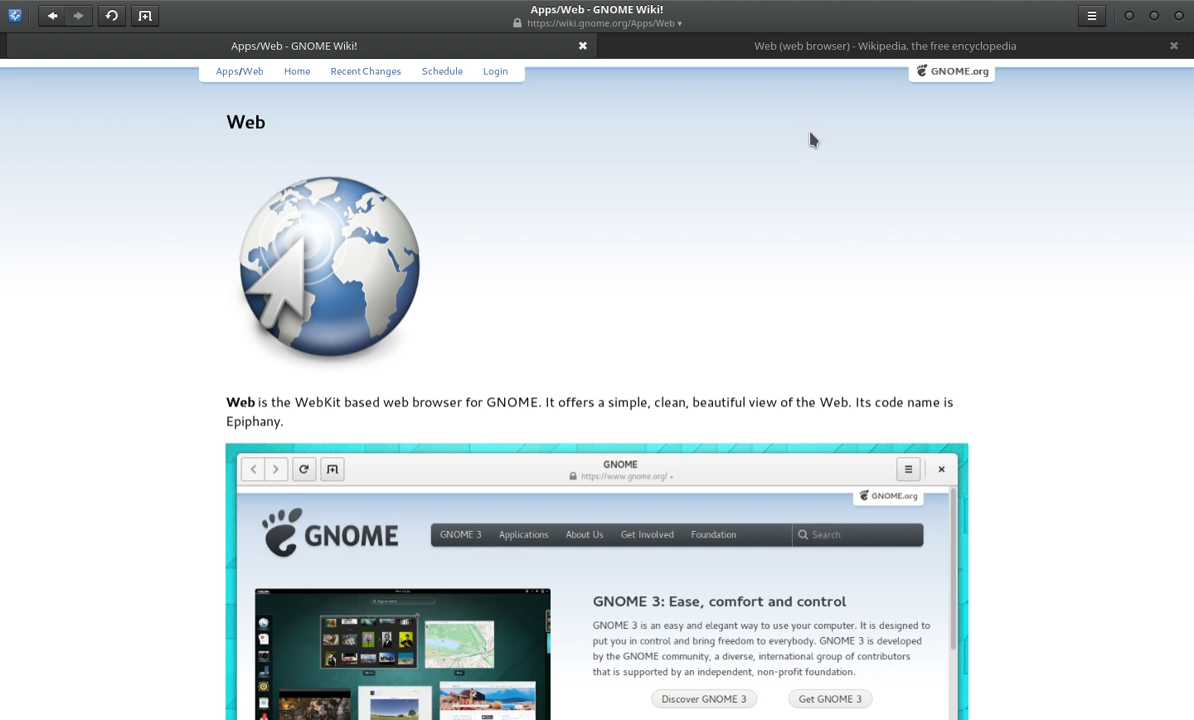 Apps/Web - GNOME Wiki!
https://wiki.gnome.org/Apps/Web ▾
Apps/Web - GNOME Wiki!
Web (web browser) - Wikipedia, the free encyclopedia
Apps/Web Home RecentChanges Schedule Login
GNOME.org
Web
Web is the WebKit based web browser for GNOME. It offers a simple, clean, beautiful view of the Web. Its code name is
Epiphany.
GNOME
https://www.gnome.org/
GNOME.org
GNOME
GNOME 3 Applications About Us Get Involved Foundation Search
GNOME 3: Ease, comfort and control
GNOME 3 is an easy and elegant way to use your computer. It is designed to
put you in control and bring freedom to everybody. GNOME 3 is developed
by the GNOME community, a diverse, international group of contributors
that is supported by an independent, non-profit foundation.
Discover GNOME 3 Get GNOME 3